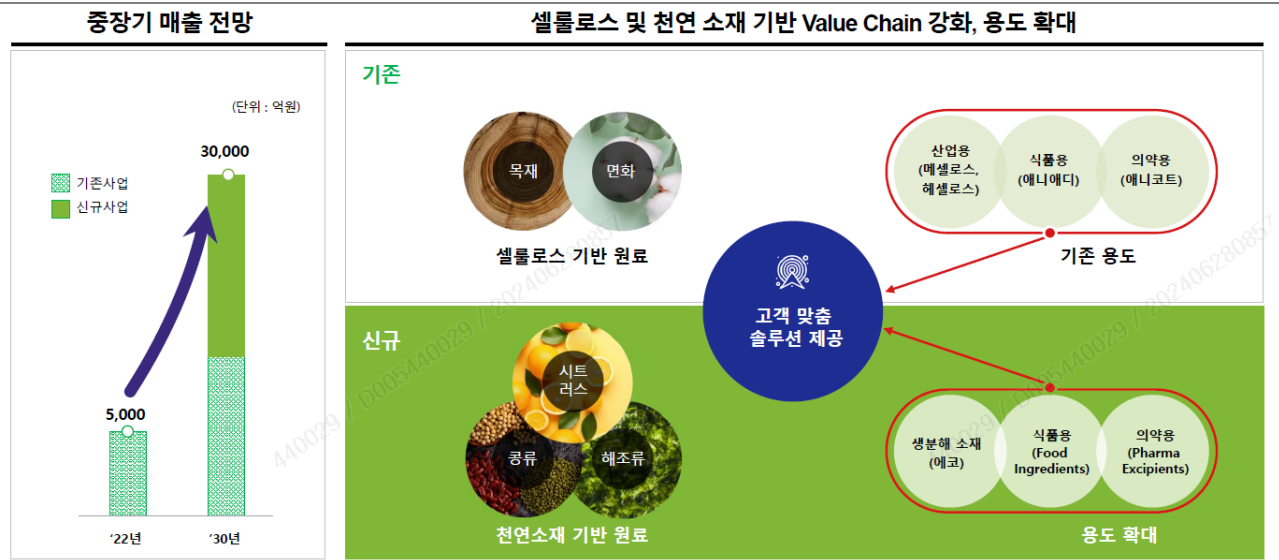 중장기 매출 전망
(단위 : 억원)
30,000
기존사업
신규사업
5,000
‘22년
‘30년
셀룰로스 및 천연 소재 기반 Value Chain 강화, 용도 확대
기존
목재
면화
셀룰로스 기반 원료
산업용
(메셀로스,
헤셀로스)
식품용
(애니애디)
의약용
(애니코트)
기존 용도
고객 맞춤
솔루션 제공
신규
시트
러스
콩류
해조류
천연소재 기반 원료
생분해 소재
(에코)
식품용
(Food
Ingredients)
의약용
(Pharma
Excipients)
용도 확대
440029 / D005440029 / 202406280857
440029 / D005440029 / 202406280857